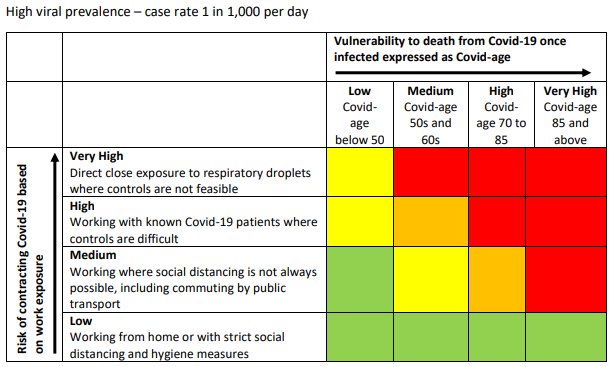 High viral prevalence – case rate 1 in 1,000 per day
Vulnerability to death from Covid-19 once
infected expressed as Covid-age
Low
Covid-
age
below 50
Medium
Covid-age
50s and
60s
High
Covid-
age 70 to
85
Very High
Covid-age
85 and
above
Risk of contracting Covid-19 based
on work exposure
Very High
Direct close exposure to respiratory droplets
where controls are not feasible
High
Working with known Covid-19 patients where
controls are difficult
Medium
Working where social distancing is not always
possible, including commuting by public
transport
Low
Working from home or with strict social
distancing and hygiene measures